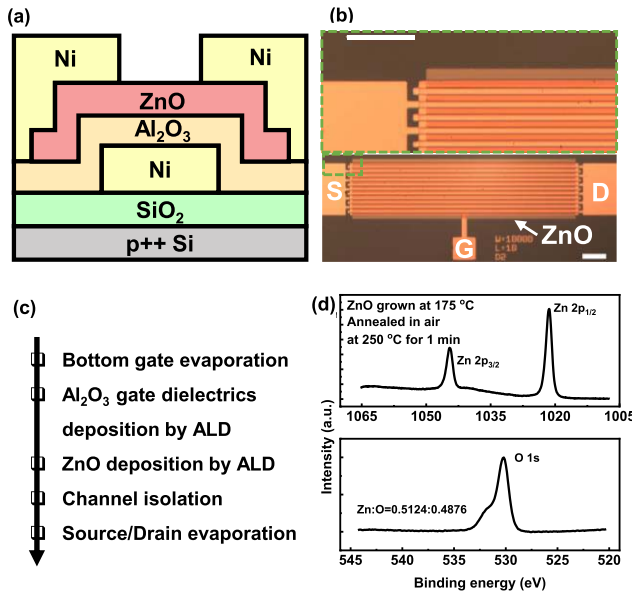 (a)
Ni
Ni
ZnO
Al₂O₃
Ni
SiO₂
p++ Si
(b)
S
D
G
ZnO
W=18000
L=10
D2
(c)
❑ Bottom gate evaporation
❑ Al₂O₃ gate dielectrics
deposition by ALD
❑ ZnO deposition by ALD
❑ Channel isolation
❑ Source/Drain evaporation
(d)
ZnO grown at 175 °C
Annealed in air
at 250 °C for 1 min
Zn 2p₃/₂
Zn 2p₁/₂
1065 1050 1035 1020 1005
Intensity (a.u.)
O 1s
Zn:O=0.5124:0.4876
545 540 535 530 525 520
Binding energy (eV)